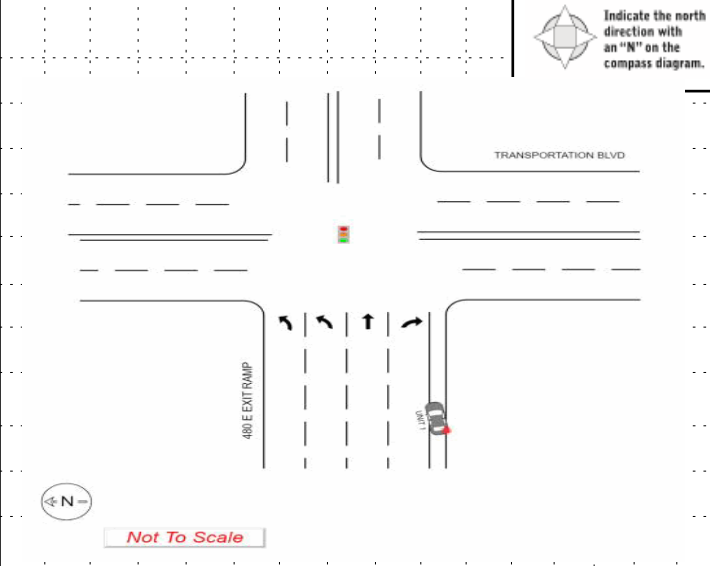 Indicate the north
direction with
an "N" on the
compass diagram.
TRANSPORTATION BLVD
480 E EXIT RAMP
UNIT 1
N
Not To Scale